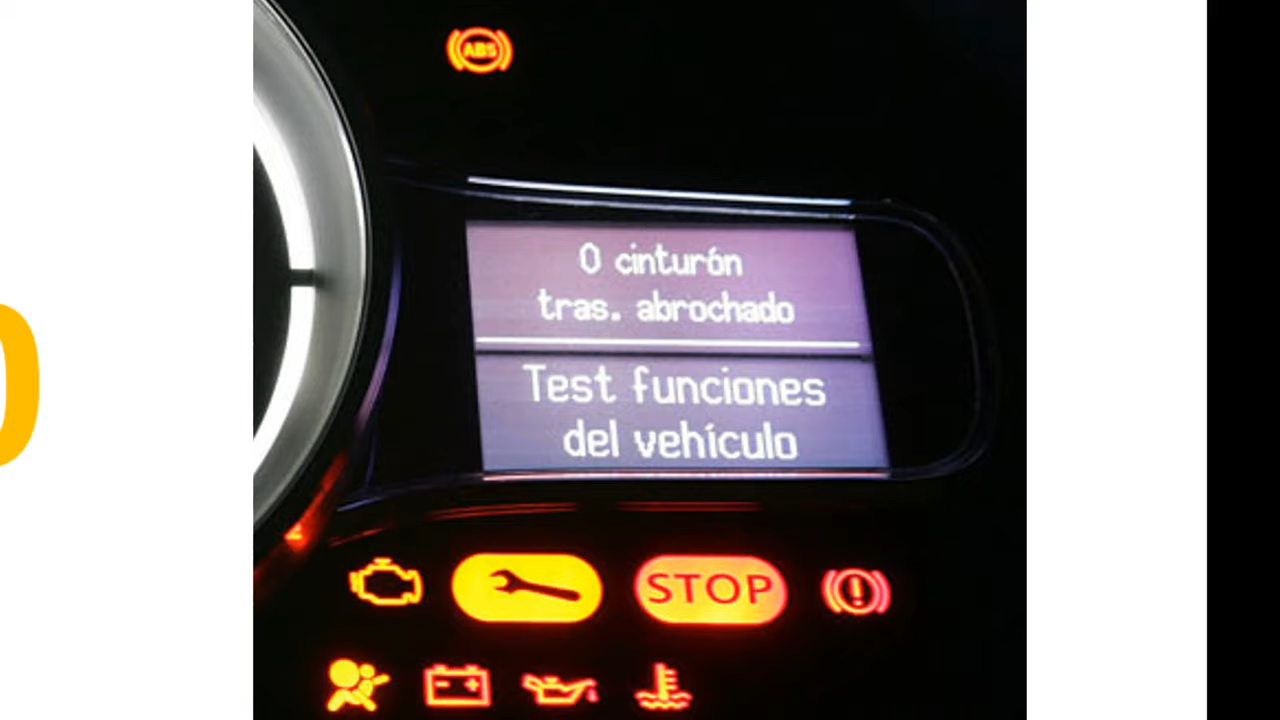 ABS
0 cinturón
tras. abrochado
Test funciones
del vehículo
STOP